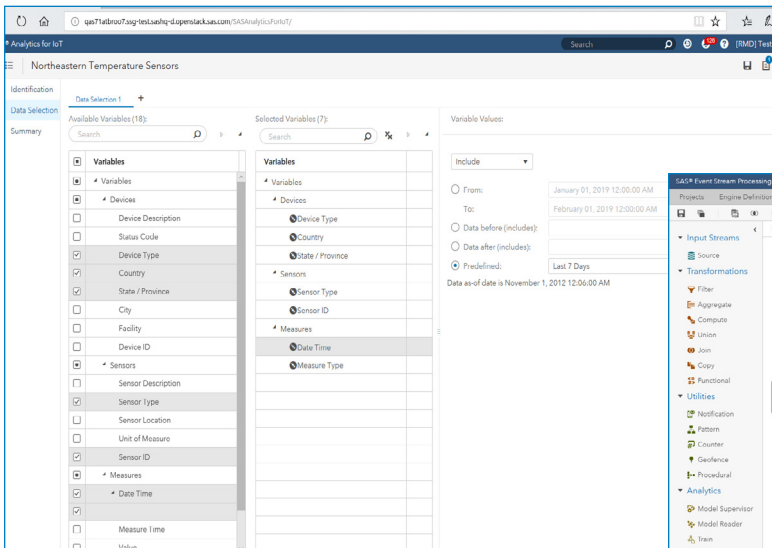 qas71atbroo7.ssg-test.sashq-d.openstack.sas.com/SASAnalyticsForIoT/
® Analytics for IoT
Search
128
[RMD] Test
Northeastern Temperature Sensors
Identification
Data Selection
Summary
Data Selection 1 +
Available Variables (18):
Search
Variables
Variables
Devices
Device Description
Status Code
Device Type
Country
State / Province
City
Facility
Device ID
Sensors
Sensor Description
Sensor Type
Sensor Location
Unit of Measure
Sensor ID
Measures
Date Time
Measure Time
Value
Selected Variables (7):
Search
Variables
Variables
Devices
Device Type
Country
State / Province
Sensors
Sensor Type
Sensor ID
Measures
Date Time
Measure Type
Variable Values:
Include
From:
January 01, 2019 12:00:00 AM
To:
February 01, 2019 12:00:00 AM
Data before (includes):
Data after (includes):
Predefined:
Last 7 Days
Data as-of date is November 1, 2012 12:06:00 AM
SAS® Event Stream Processing
Projects Engine Definition
Input Streams
Source
Transformations
Filter
Aggregate
Compute
Union
Join
Copy
Functional
Utilities
Notification
Pattern
Counter
Geofence
Procedural
Analytics
Model Supervisor
Model Reader
Train